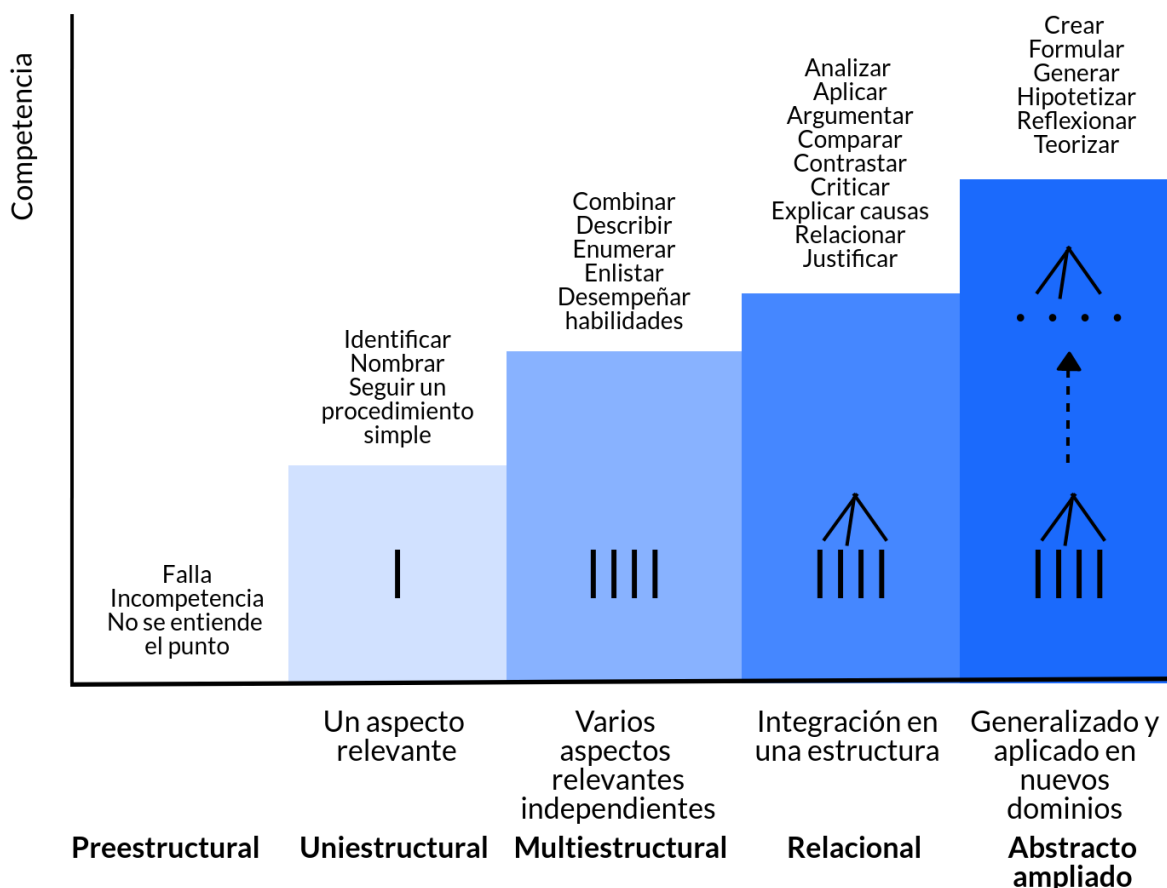 Competencia
Falla
Incompetencia
No se entiende
el punto
Identificar
Nombrar
Seguir un
procedimiento
simple
Combinar
Describir
Enumerar
Enlistar
Desempeñar
habilidades
Analizar
Aplicar
Argumentar
Comparar
Contrastar
Criticar
Explicar causas
Relacionar
Justificar
Crear
Formular
Generar
Hipotetizar
Reflexionar
Teorizar
Un aspecto
relevante
Varios
aspectos
relevantes
independientes
Integración en
una estructura
Generalizado y
aplicado en
nuevos
dominios
Preestructural
Uniestructural
Multiestructural
Relacional
Abstracto
ampliado